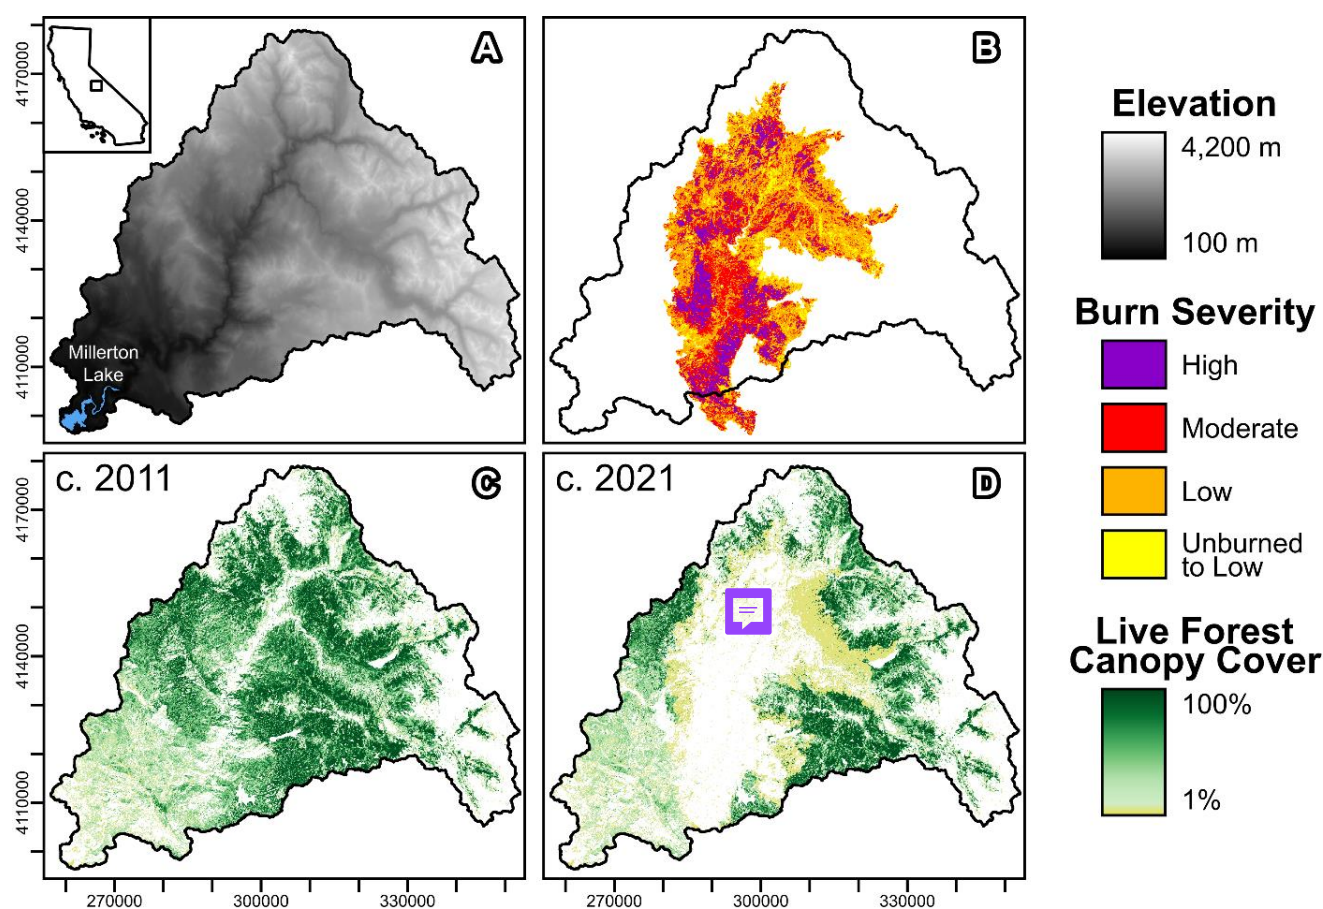 A
4170000
4140000
4110000
Millerton
Lake
B
Elevation
4,200 m
100 m
Burn Severity
High
Moderate
Low
Unburned
to Low
c. 2011
C
4170000
4140000
4110000
270000
300000
330000
c. 2021
D
270000
300000
330000
Live Forest
Canopy Cover
100%
1%